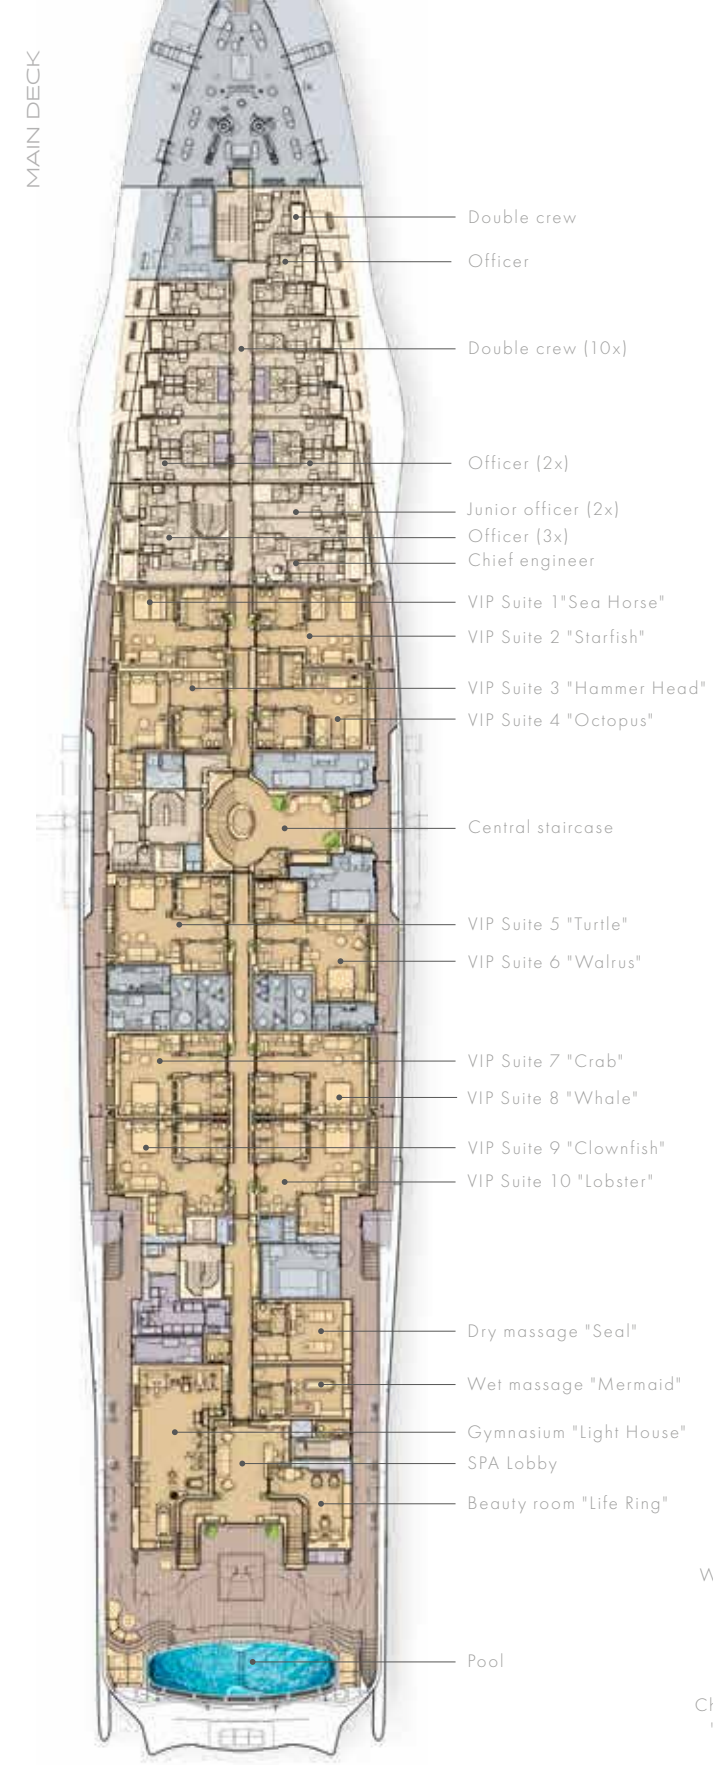 MAIN DECK
Double crew
Officer
Double crew (10x)
Officer (2x)
Junior officer (2x)
Officer (3x)
Chief engineer
VIP Suite 1"Sea Horse"
VIP Suite 2 "Starfish"
VIP Suite 3 "Hammer Head"
VIP Suite 4 "Octopus"
Central staircase
VIP Suite 5 "Turtle"
VIP Suite 6 "Walrus"
VIP Suite 7 "Crab"
VIP Suite 8 "Whale"
VIP Suite 9 "Clownfish"
VIP Suite 10 "Lobster"
Dry massage "Seal"
Wet massage "Mermaid"
Gymnasium "Light House"
SPA Lobby
Beauty room "Life Ring"
W
Pool
Ch